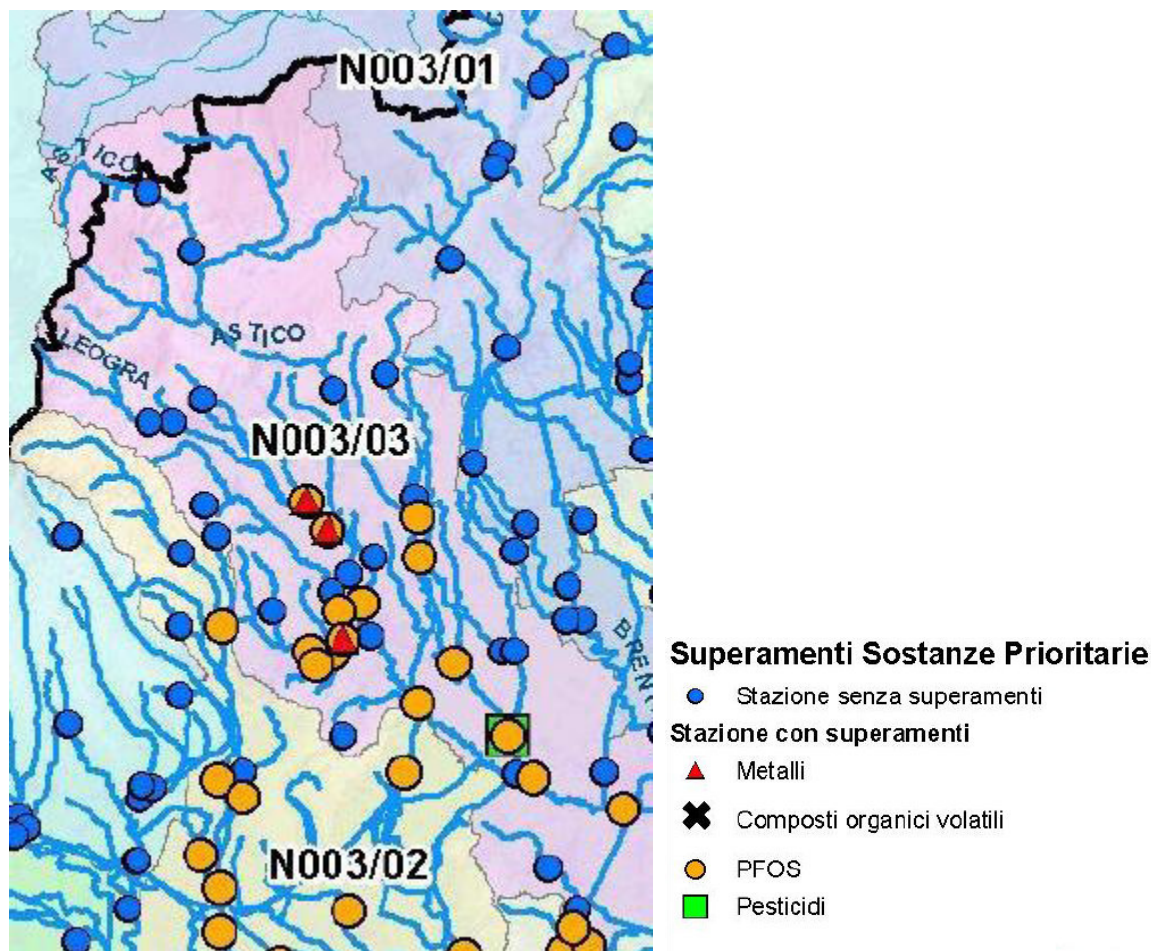 N003/01
ASTICO
ASTICO
LEOGRA
N003/03
BRENT
N003/02
Superamenti Sostanze Prioritarie
Stazione senza superamenti
Stazione con superamenti
Metalli
Composti organici volatili
PFOS
Pesticidi